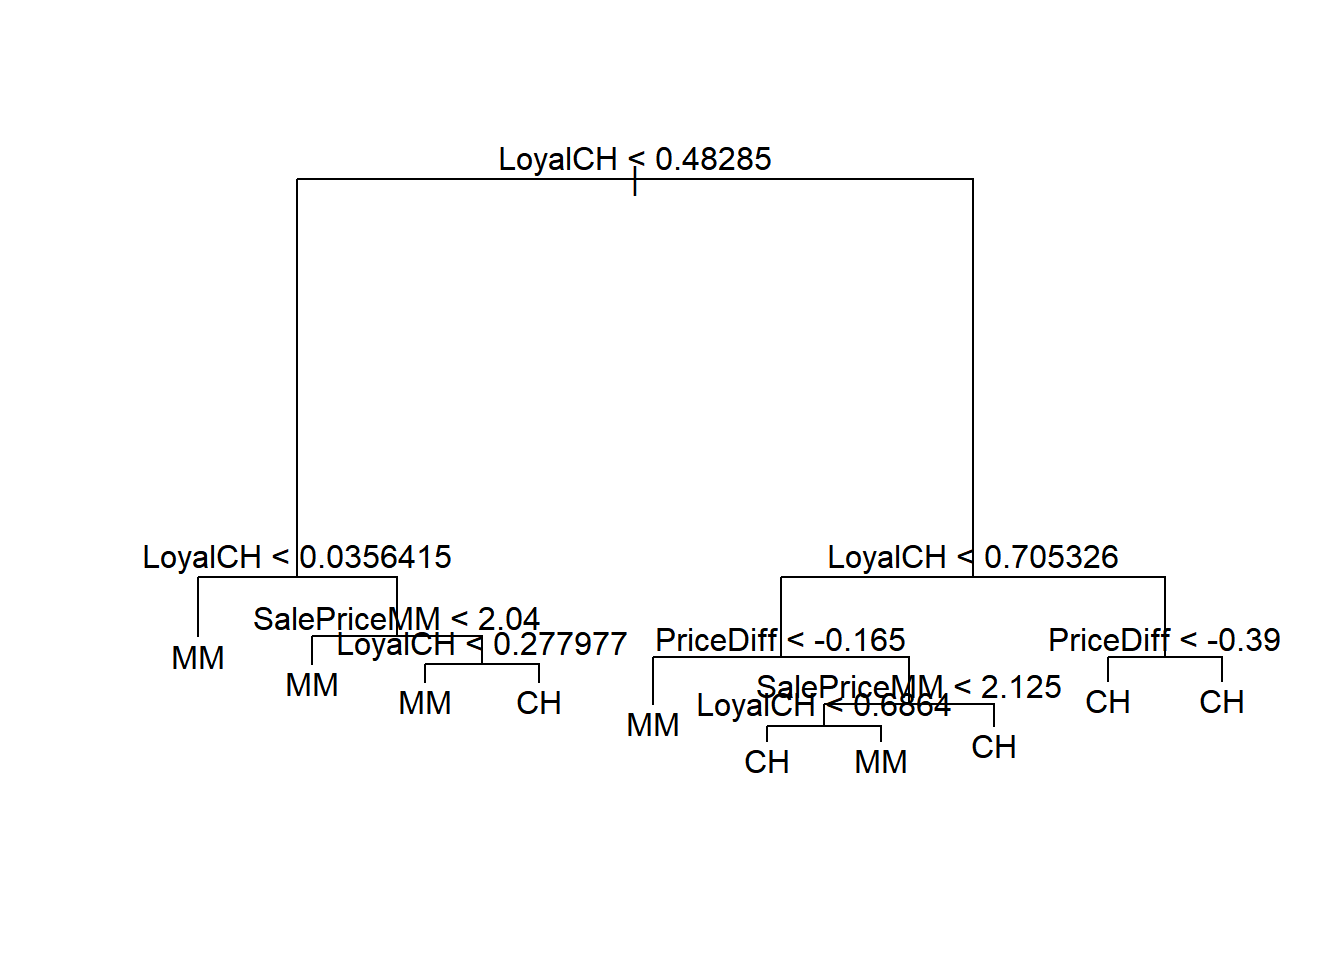 LoyalCH < 0.48285
LoyalCH < 0.0356415
LoyalCH < 0.705326
SalePriceMM < 2.04
LoyalCH < 0.277977
PriceDiff < -0.165
PriceDiff < -0.39
MM
MM
MM
CH
SalePriceMM < 2.125
LoyalCH < 0.6864
MM
CH
MM
CH
CH
CH